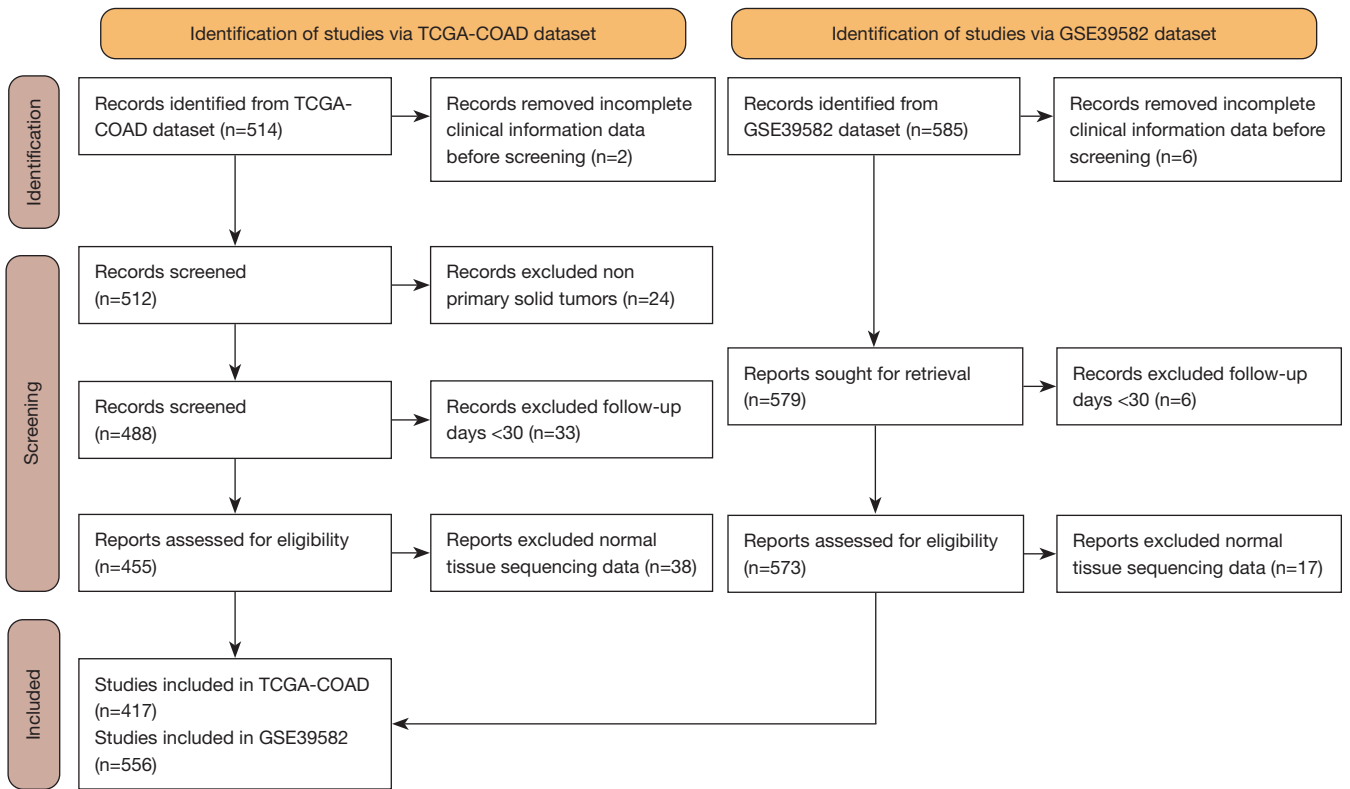 Identification of studies via TCGA-COAD dataset
Identification of studies via GSE39582 dataset
Identification
Records identified from TCGA-
COAD dataset (n=514)
Records removed incomplete
clinical information data
before screening (n=2)
Records identified from
GSE39582 dataset (n=585)
Records removed incomplete
clinical information data before
screening (n=6)
Screening
Records screened
(n=512)
Records excluded non
primary solid tumors (n=24)
Records screened
(n=488)
Records excluded follow-up
days <30 (n=33)
Reports sought for retrieval
(n=579)
Records excluded follow-up
days <30 (n=6)
Reports assessed for eligibility
(n=455)
Reports excluded normal
tissue sequencing data (n=38)
Reports assessed for eligibility
(n=573)
Reports excluded normal
tissue sequencing data (n=17)
Included
Studies included in TCGA-COAD
(n=417)
Studies included in GSE39582
(n=556)